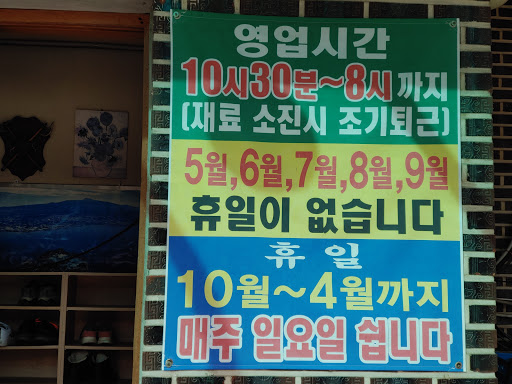 영업시간
10시30분~8시까지
(재료 소진시 조기퇴근)
5월,6월,7월,8월,9월
휴일이 없습니다
휴 일
10월~4월까지
매주 일요일 쉽니다